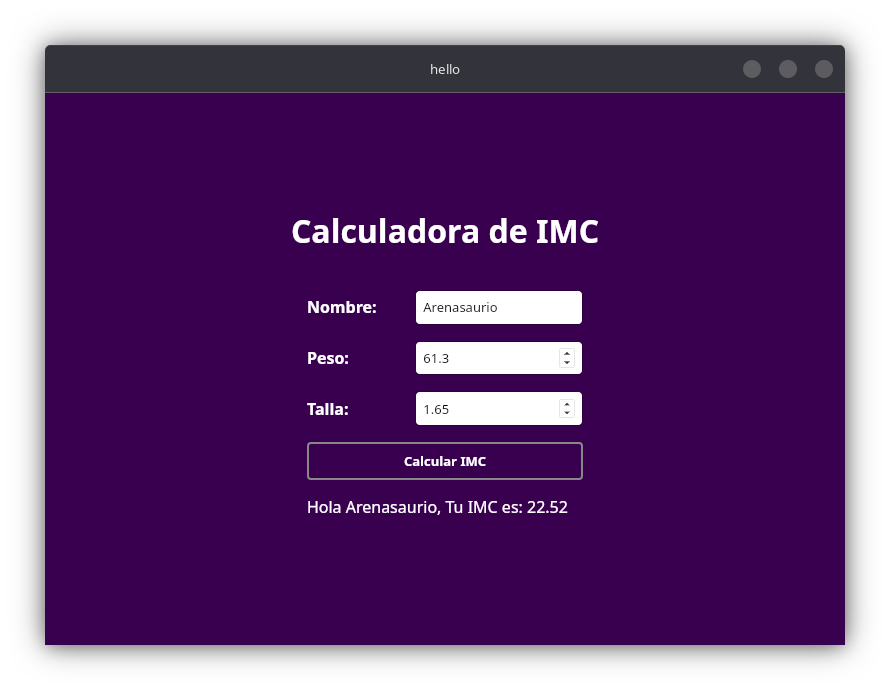 hello
Calculadora de IMC
Nombre: Arenasaurio
Peso: 61.3
Talla: 1.65
Calcular IMC
Hola Arenasaurio, Tu IMC es: 22.52